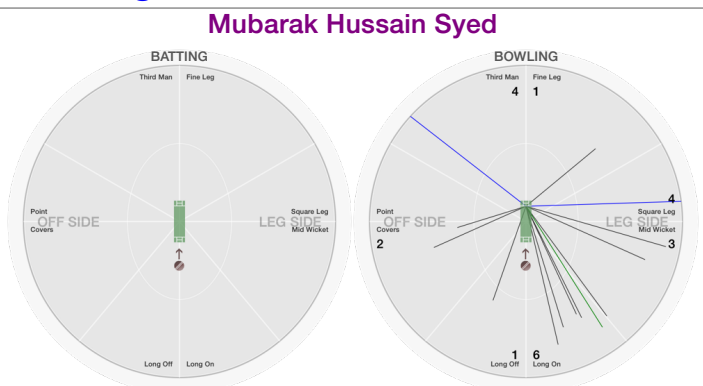 Mubarak Hussain Syed
BATTING
Third Man
Fine Leg
Point
OFF SIDE
Covers
Square Leg
LEG SIDE
Mid Wicket
Long Off
Long On
BOWLING
Third Man
Fine Leg
4
1
Point
OFF SIDE
Covers
2
4
Square Leg
LEG SIDE
Mid Wicket
3
1
6
Long Off
Long On